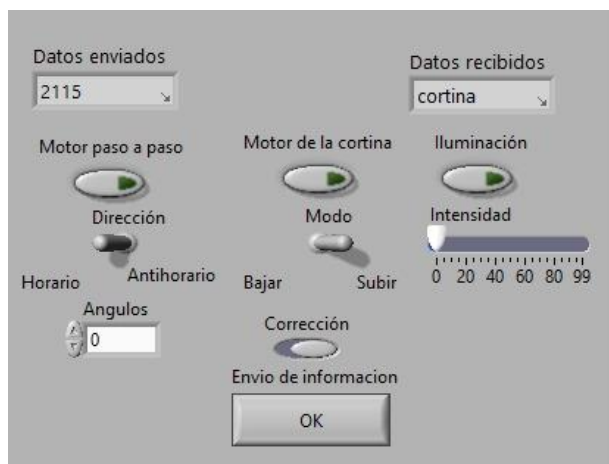 Datos enviados
Datos recibidos
2115
cortina
Motor paso a paso
Motor de la cortina
Iluminación
Dirección
Modo
Intensidad
Horario
Antihorario
Bajar
Subir
0 20 40 60 80 99
Angulos
0
Corrección
Envio de informacion
OK